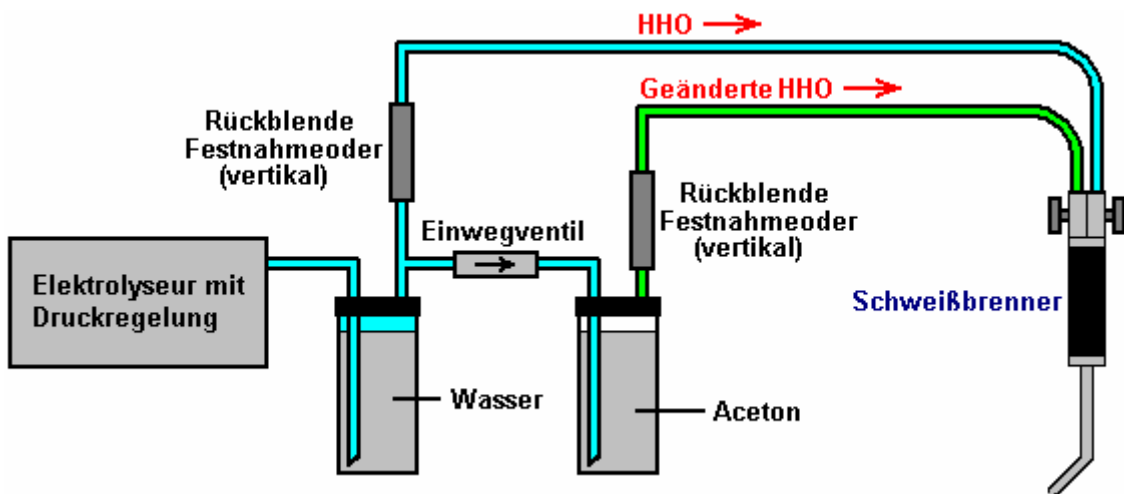 HHO
Geänderte HHO
Rückblende
Festnahmeoder
(vertikal)
Rückblende
Festnahmeoder
(vertikal)
Einwegventil
Elektrolyseur mit
Druckregelung
Schweißbrenner
Wasser
Aceton